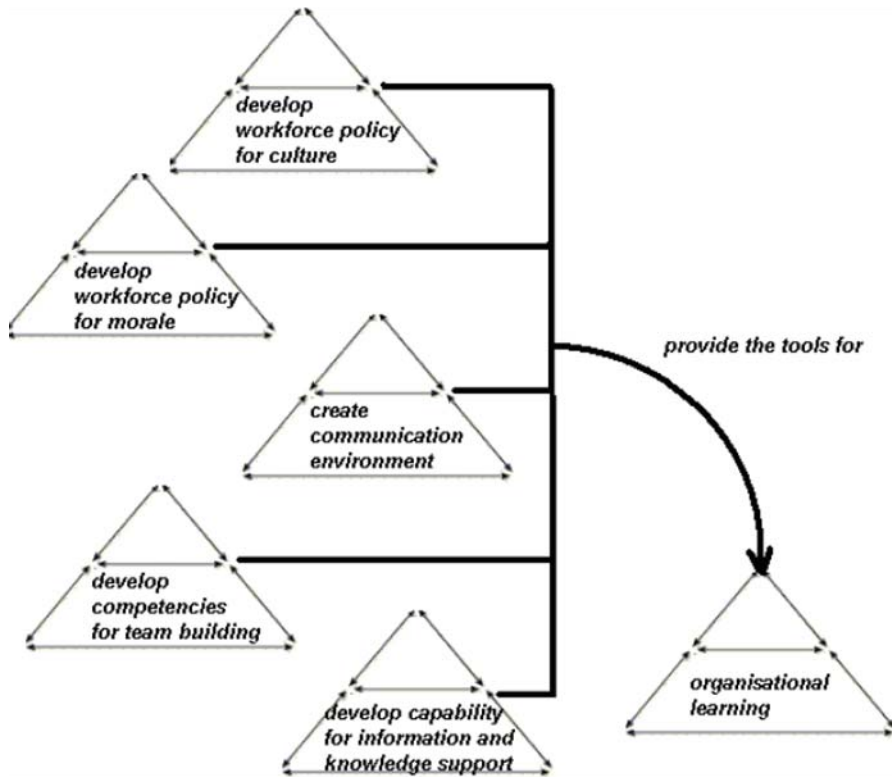 develop
workforce policy
for culture
develop
workforce policy
for morale
provide the tools for
create
communication
environment
develop
competencies
for team building
organisational
learning
develop capability
for information and
knowledge support